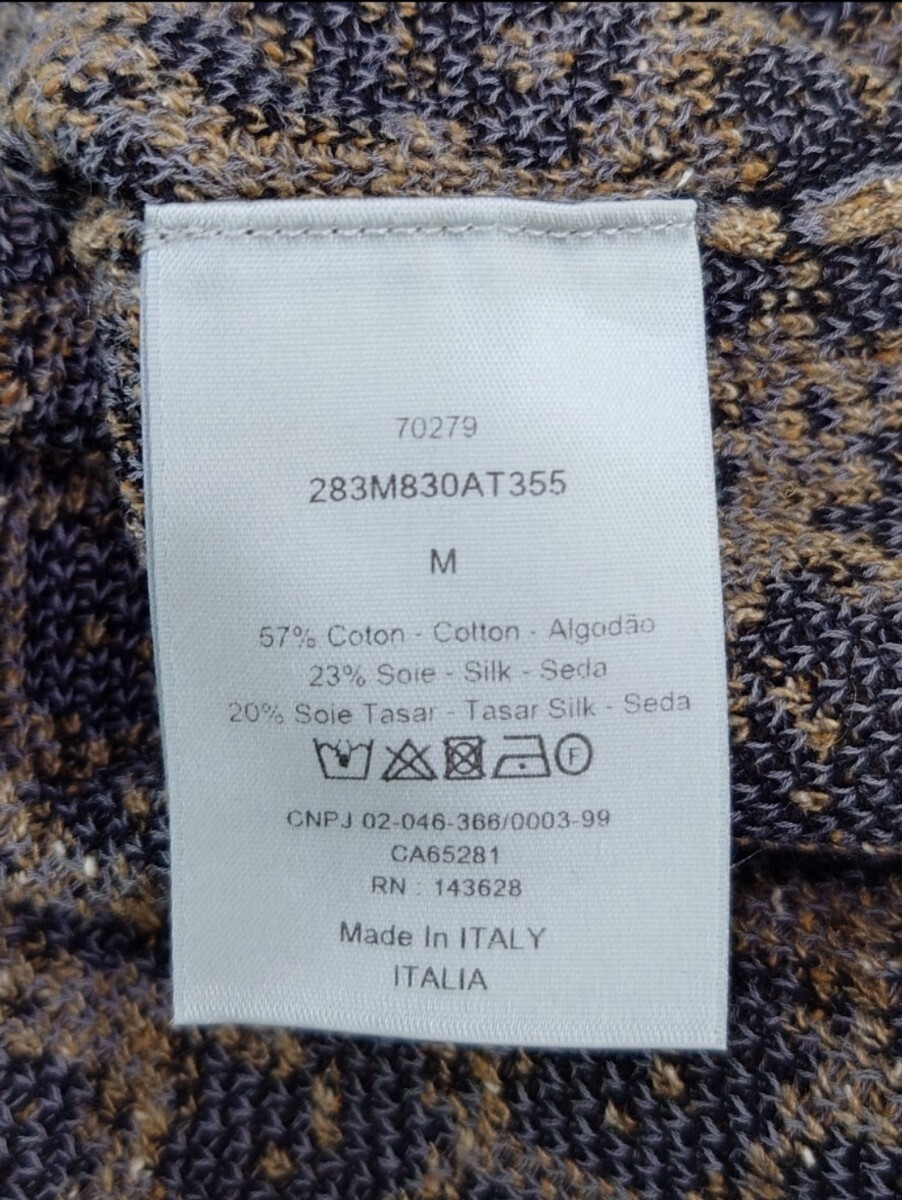 70279
283M830AT355
M
57% Coton - Cotton - Algodão
23% Soie - Silk - Seda
20% Soie Tasar - Tasar Silk - Seda
F
CNPJ 02-046-366/0003-99
CA65281
RN : 143628
Made In ITALY
ITALIA